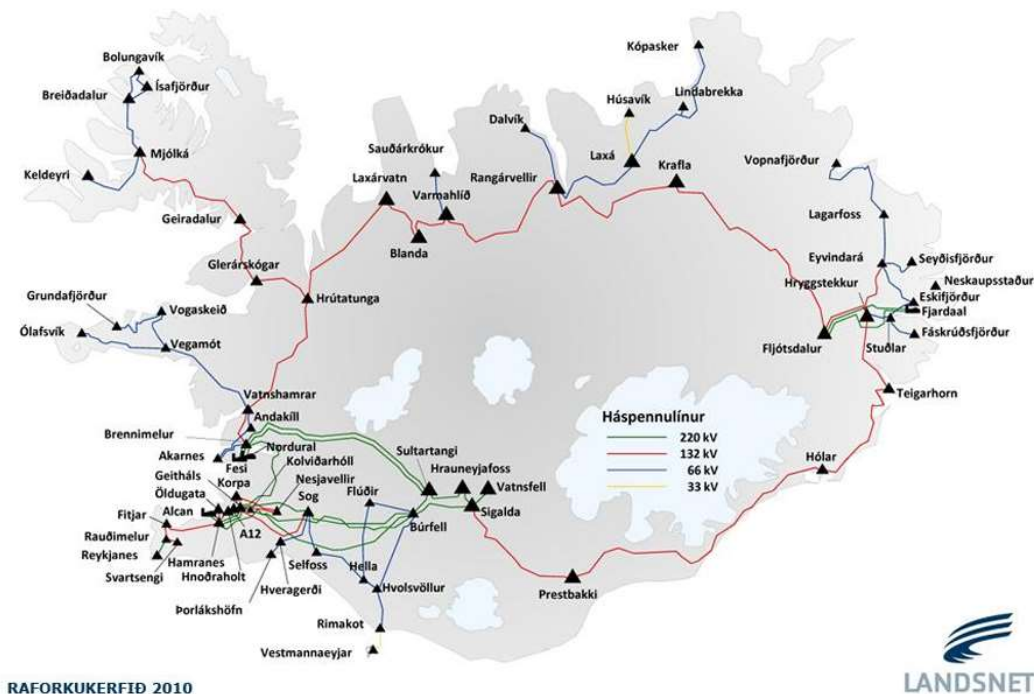 Kópasker
Bolungavík
Ísafjörður
Breiðadalur
Lindabrekka
Húsavík
Dalvík
Mjólká
Sauðárkrókur
Laxá
Krafla
Vopnafjörður
Keldeyri
Laxárvatn
Rangárvellir
Varmahlíð
Geiradalur
Lagarfoss
Blanda
Eyvindará
Seyðisfjörður
Glerárskógar
Hryggstekkur
Neskaupsstaður
Grundafjörður
Vogaskeið
Hrútatunga
Eskifjörður
Fjardaal
Ólafsvík
Fáskrúðsfjörður
Vegamót
Fljótsdalur
Stuðlar
Vatnshamrar
Teigarhorn
Andakíll
Háspennulínur
Brennimelur
220 kV
Nordural
132 kV
Akarnes
Kolviðarhóll
Sultartangi
66 kV
Fesi
Hrauneyjafoss
Hólar
Geitháls
Korpa
Nesjavellir
33 kV
Öldugata
Sog
Flúðir
Vatnsfell
Alcan
Sigalda
Fitjar
Búrfell
A12
Rauðimelur
Reykjanes
Hamranes
Selfoss
Hella
Svartsengi
Hnoðraholt
Hveragerði
Hvolsvöllur
Prestbakki
Þorlákshöfn
Rimakot
Vestmannaeyjar
LANDSNET
RAFORKUKERFIÐ 2010